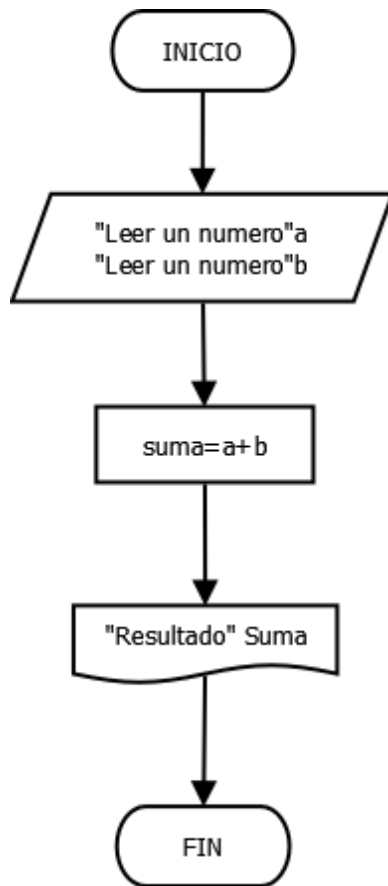 INICIO
"Leer un numero"a
"Leer un numero"b
suma=a+b
"Resultado" Suma
FIN